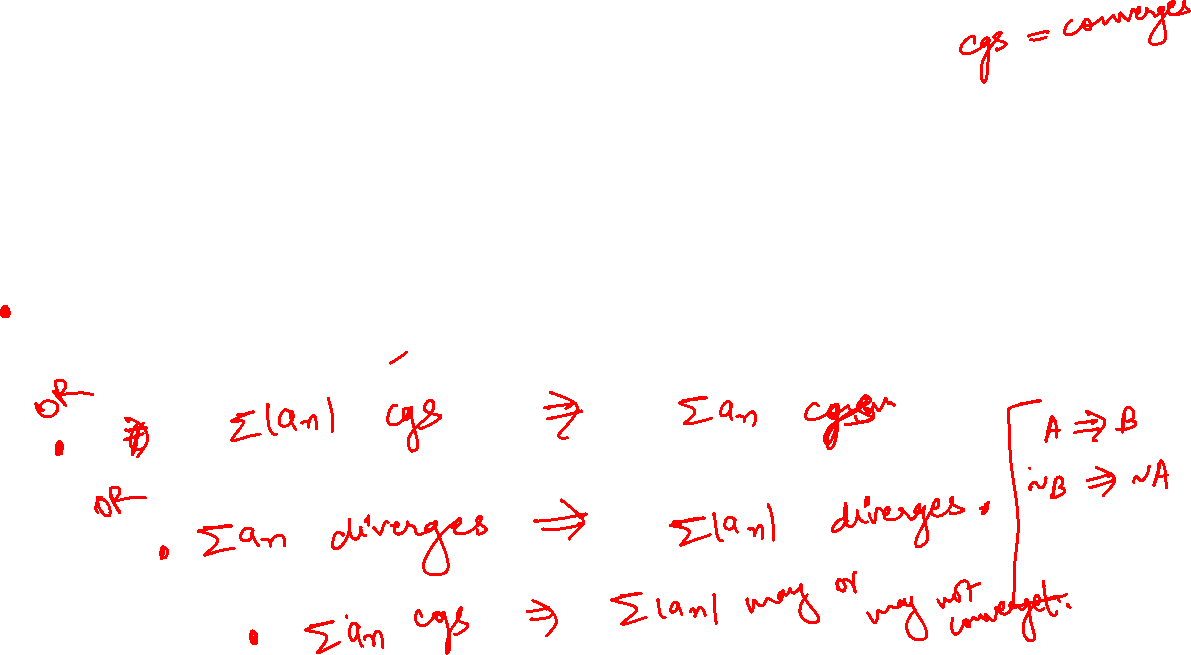 cgs = converges
OR
• Σ|an| cgs ⇒ Σan cgs
A ⇒ B
~B ⇒ ~A
OR
• Σan diverges ⇒ Σ|an| diverges.
• Σan cgs ⇒ Σ|an| may or may not converget.